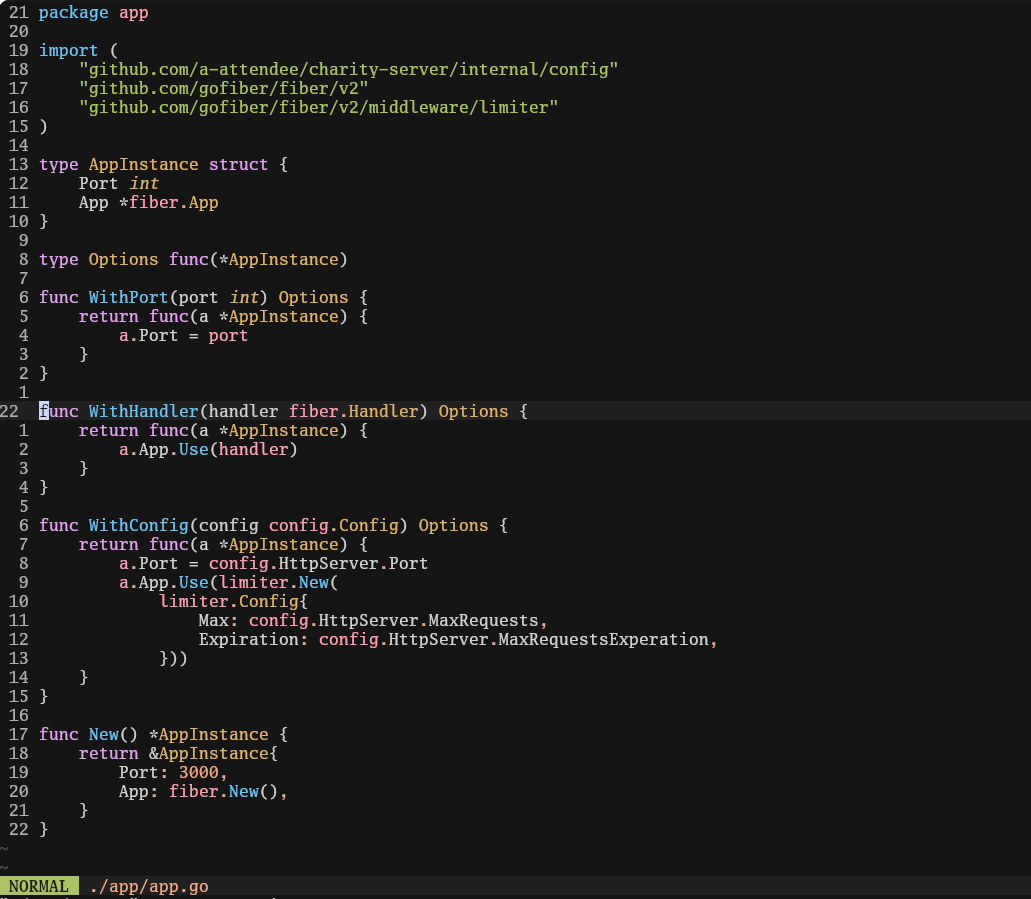 21 package app
20
19 import (
18     "github.com/a-attendee/charity-server/internal/config"
17     "github.com/gofiber/fiber/v2"
16     "github.com/gofiber/fiber/v2/middleware/limiter"
15 )
14
13 type AppInstance struct {
12     Port int
11     App *fiber.App
10 }
9
8 type Options func(*AppInstance)
7
6 func WithPort(port int) Options {
5     return func(a *AppInstance) {
4         a.Port = port
3     }
2 }
1
22 func WithHandler(handler fiber.Handler) Options {
1     return func(a *AppInstance) {
2         a.App.Use(handler)
3     }
4 }
5
6 func WithConfig(config config.Config) Options {
7     return func(a *AppInstance) {
8         a.Port = config.HttpServer.Port
9         a.App.Use(limiter.New(
10             limiter.Config{
11                 Max: config.HttpServer.MaxRequests,
12                 Expiration: config.HttpServer.MaxRequestsExperation,
13             }))
14     }
15 }
16
17 func New() *AppInstance {
18     return &AppInstance{
19         Port: 3000,
20         App: fiber.New(),
21     }
22 }
~
~
NORMAL ./app/app.go